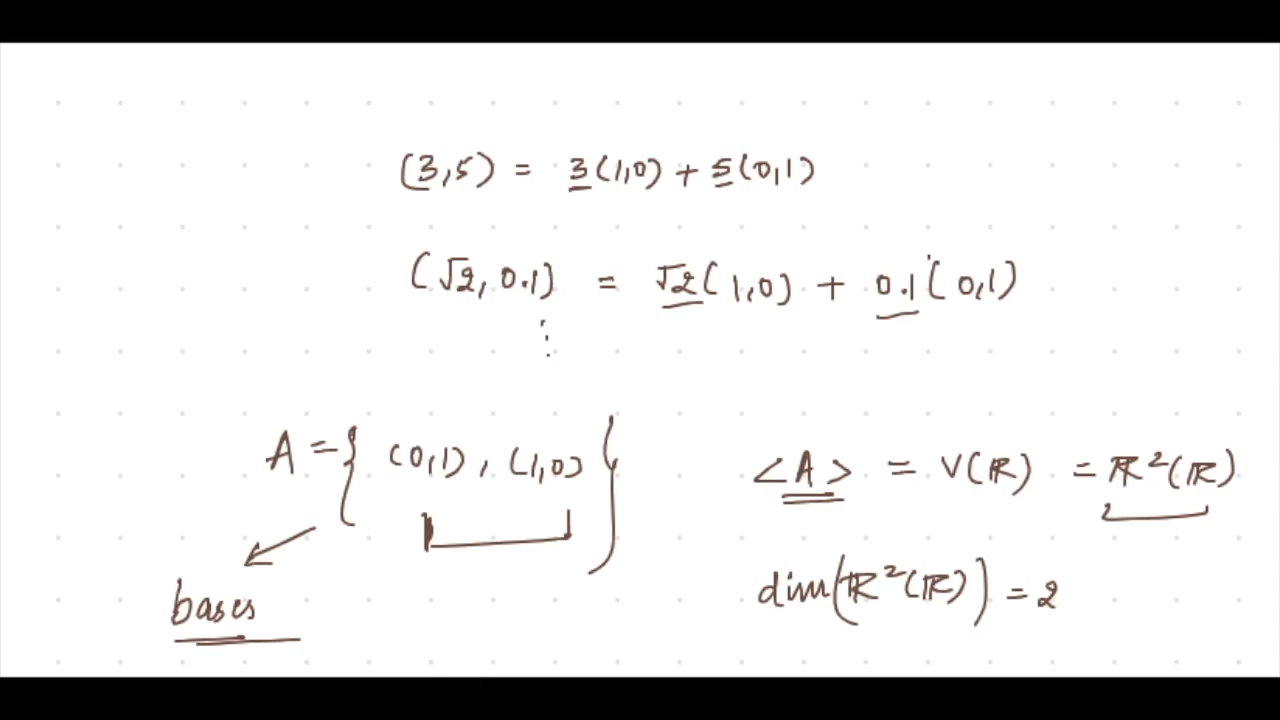 (3,5) = 3(1,0) + 5(0,1)
(√2, 0.1) = √2(1,0) + 0.1(0,1)
⋮
A = { (0,1), (1,0) } <A> = V(ℝ) = ℝ²(ℝ)
bases dim(ℝ²(ℝ)) = 2